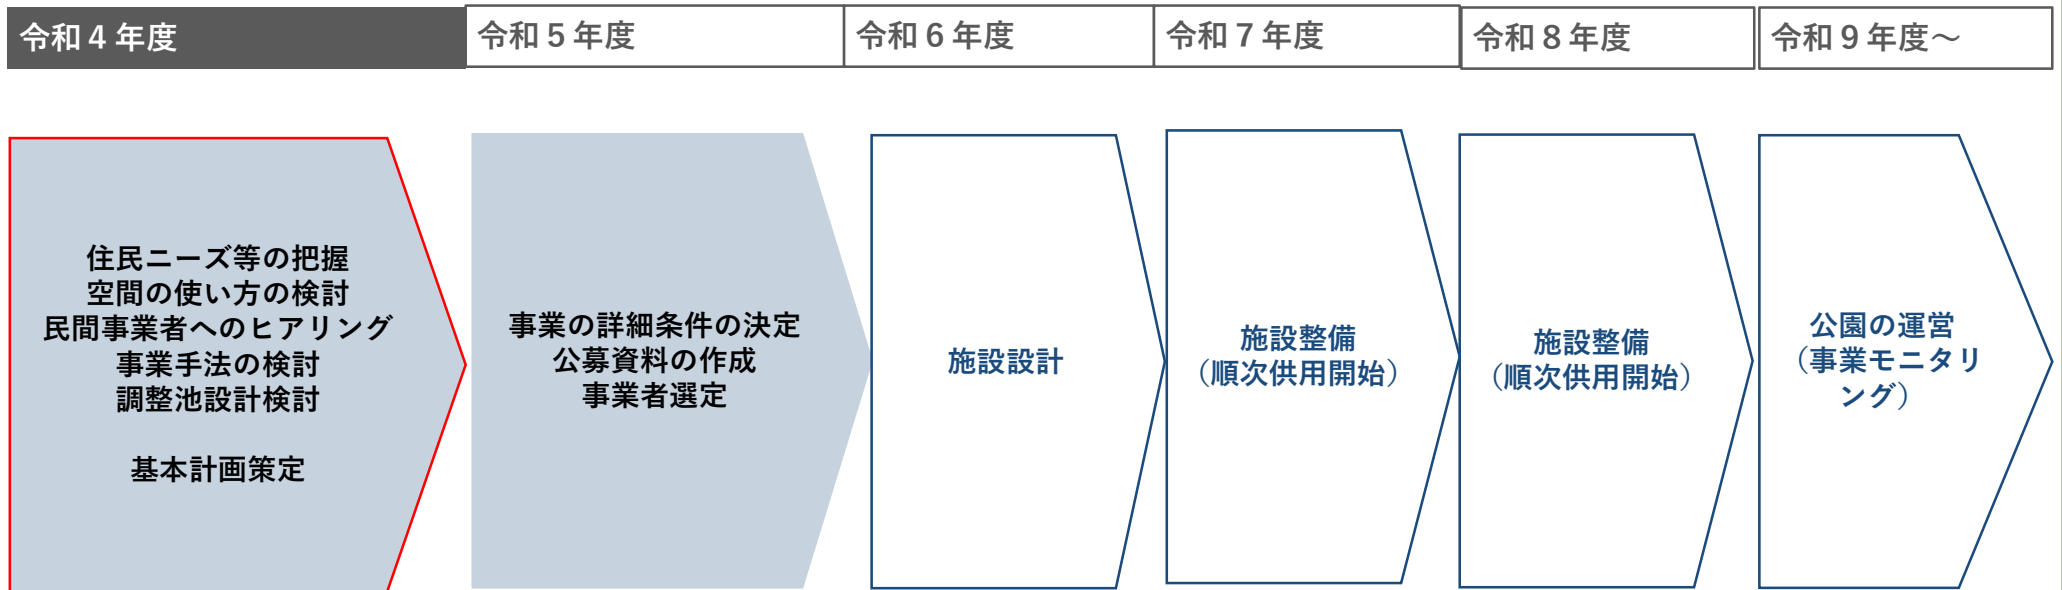 令和４年度
令和５年度
令和６年度
令和７年度
令和８年度
令和９年度～
住民ニーズ等の把握
空間の使い方の検討
民間事業者へのヒアリング
事業手法の検討
調整池設計検討
基本計画策定
事業の詳細条件の決定
公募資料の作成
事業者選定
施設設計
施設整備
（順次供用開始）
施設整備
（順次供用開始）
公園の運営
（事業モニタリ
ング）